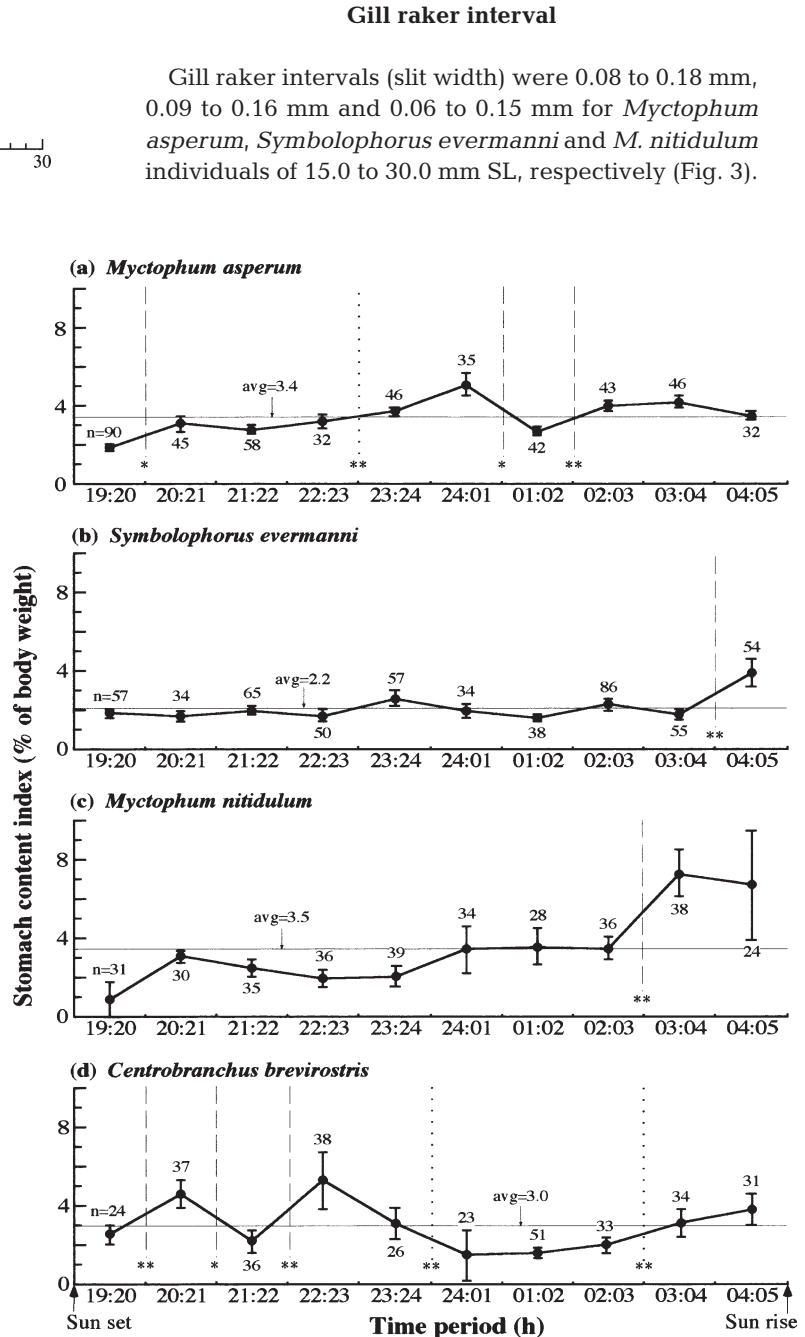 Gill raker interval
Gill raker intervals (slit width) were 0.08 to 0.18 mm,
0.09 to 0.16 mm and 0.06 to 0.15 mm for Myctophum
asperum, Symbolophorus evermanni and M. nitidulum
individuals of 15.0 to 30.0 mm SL, respectively (Fig. 3).
30
Stomach content index (% of body weight)
(a) Myctophum asperum
8
4
0
avg=3.4
n=90 45 58 32 46 35 42 43 46 32
* ** * **
19:20 20:21 21:22 22:23 23:24 24:01 01:02 02:03 03:04 04:05
(b) Symbolophorus evermanni
8
4
0
avg=2.2
n=57 34 65 50 57 34 38 86 55 54
**
19:20 20:21 21:22 22:23 23:24 24:01 01:02 02:03 03:04 04:05
(c) Myctophum nitidulum
8
4
0
avg=3.5
n=31 30 35 36 39 34 28 36 38 24
**
19:20 20:21 21:22 22:23 23:24 24:01 01:02 02:03 03:04 04:05
(d) Centrobranchus brevirostris
8
4
0
avg=3.0
n=24 37 36 38 26 23 51 33 34 31
** * ** ** **
19:20 20:21 21:22 22:23 23:24 24:01 01:02 02:03 03:04 04:05
Sun set Time period (h) Sun rise